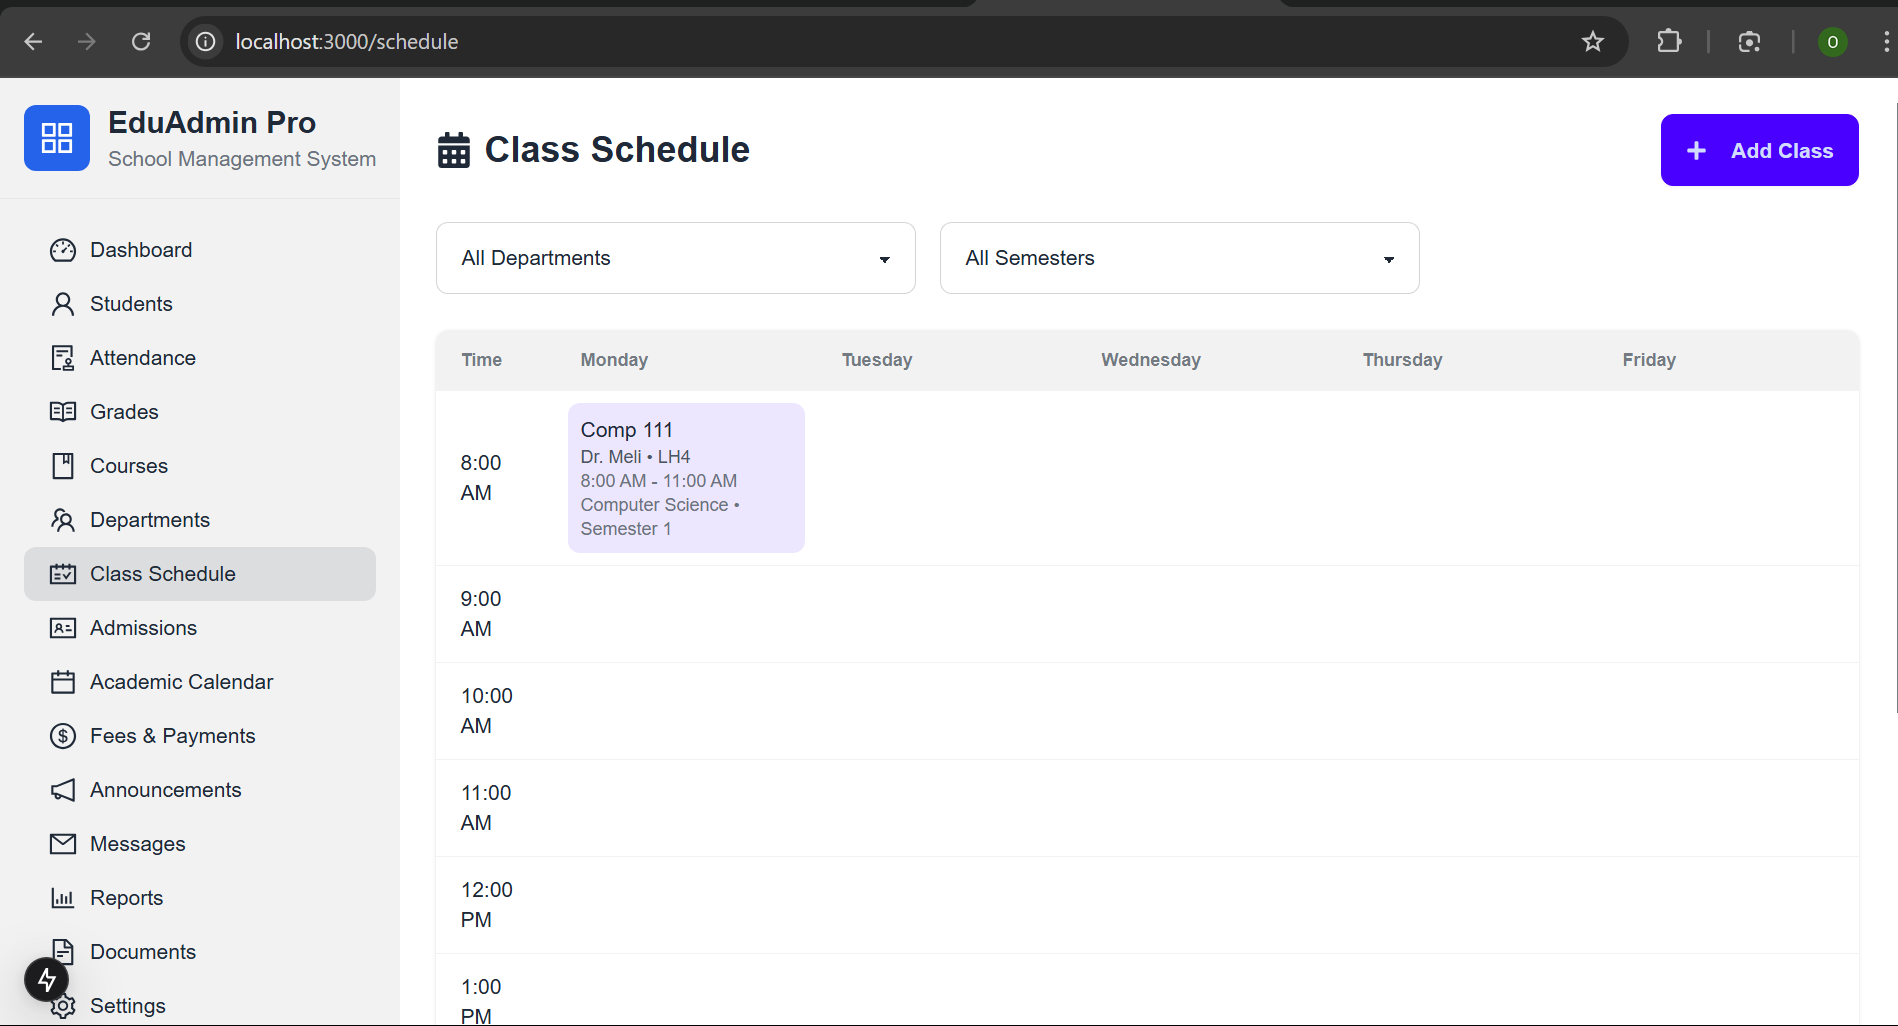 localhost:3000/schedule
O
EduAdmin Pro
School Management System
Dashboard
Students
Attendance
Grades
Courses
Departments
Class Schedule
Admissions
Academic Calendar
Fees & Payments
Announcements
Messages
Reports
Documents
Settings
Class Schedule
+ Add Class
All Departments
All Semesters
Time Monday Tuesday Wednesday Thursday Friday
8:00
AM
Comp 111
Dr. Meli • LH4
8:00 AM - 11:00 AM
Computer Science •
Semester 1
9:00
AM
10:00
AM
11:00
AM
12:00
PM
1:00
PM